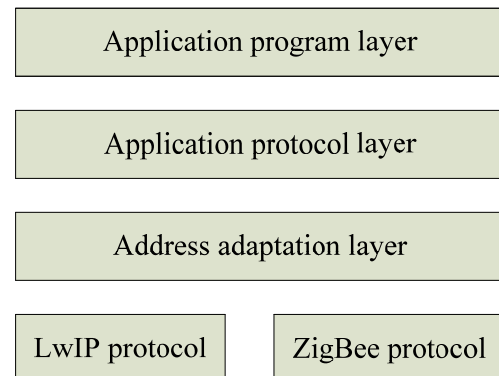 Application program layer
Application protocol layer
Address adaptation layer
LwIP protocol
ZigBee protocol